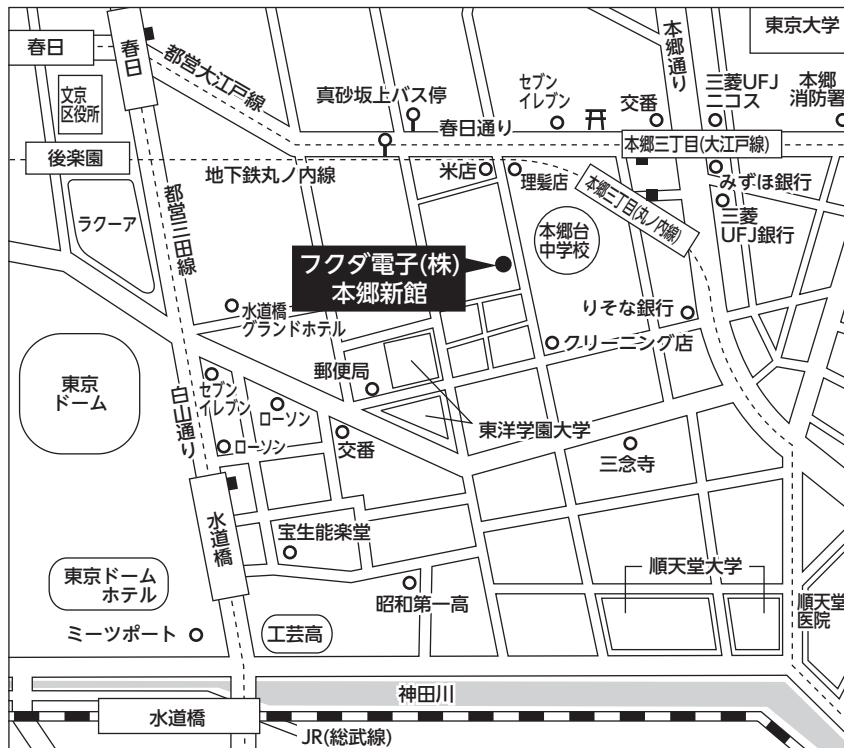 東京大学
春日
春日
都営大江戸線
本郷通り
文京
区役所
真砂坂上バス停
セブン
イレブン
交番
三菱UFJ
ニコス
本郷
消防署
春日通り
本郷三丁目(大江戸線)
後楽園
地下鉄丸ノ内線
米店
理髪店
本郷三丁目(丸ノ内線)
みずほ銀行
三菱
UFJ銀行
ラクーア
都営三田線
本郷台
中学校
フクダ電子(株)
本郷新館
水道橋
グランドホテル
りそな銀行
クリーニング店
東京
ドーム
白山通り
セブン
イレブン
ローソン
郵便局
ローソン
交番
東洋学園大学
三念寺
水道橋
宝生能楽堂
東京ドーム
ホテル
昭和第一高
順天堂大学
順天堂
医院
ミーツポート
工芸高
神田川
水道橋
JR(総武線)